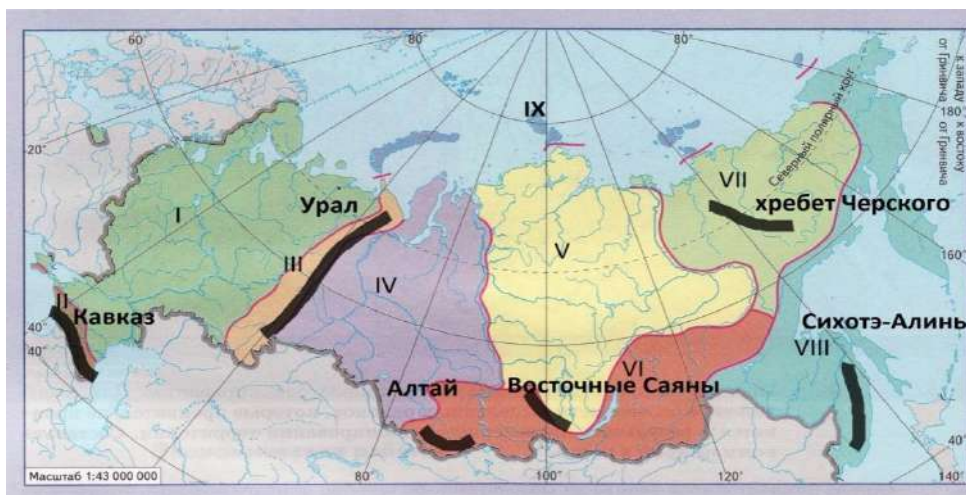 60°
80°
80°
к западу к востоку
от Гринвича от Гринвича
IX
Северный полярный круг
180°
20°
I
Урал
VII
хребет Черского
V
160°
III
IV
II
Кавказ
Сихотэ-Алинь
VIII
40°
40°
Алтай
VI
Восточные Саяны
40°
Масштаб 1:43 000 000
80°
100°
120°
140°